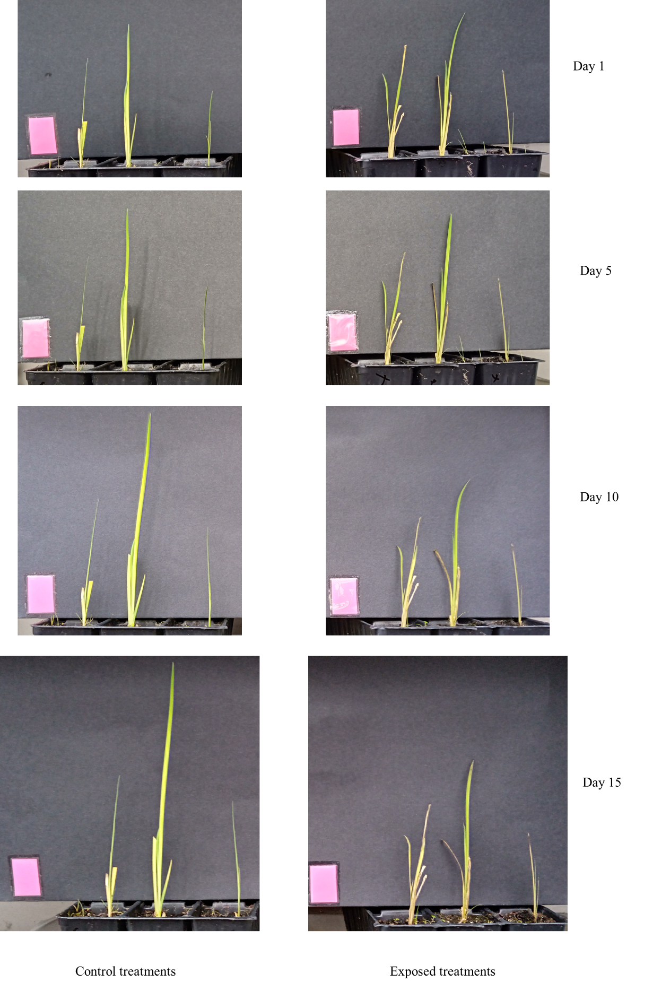 Day 1
Day 5
Day 10
Day 15
Control treatments
Exposed treatments